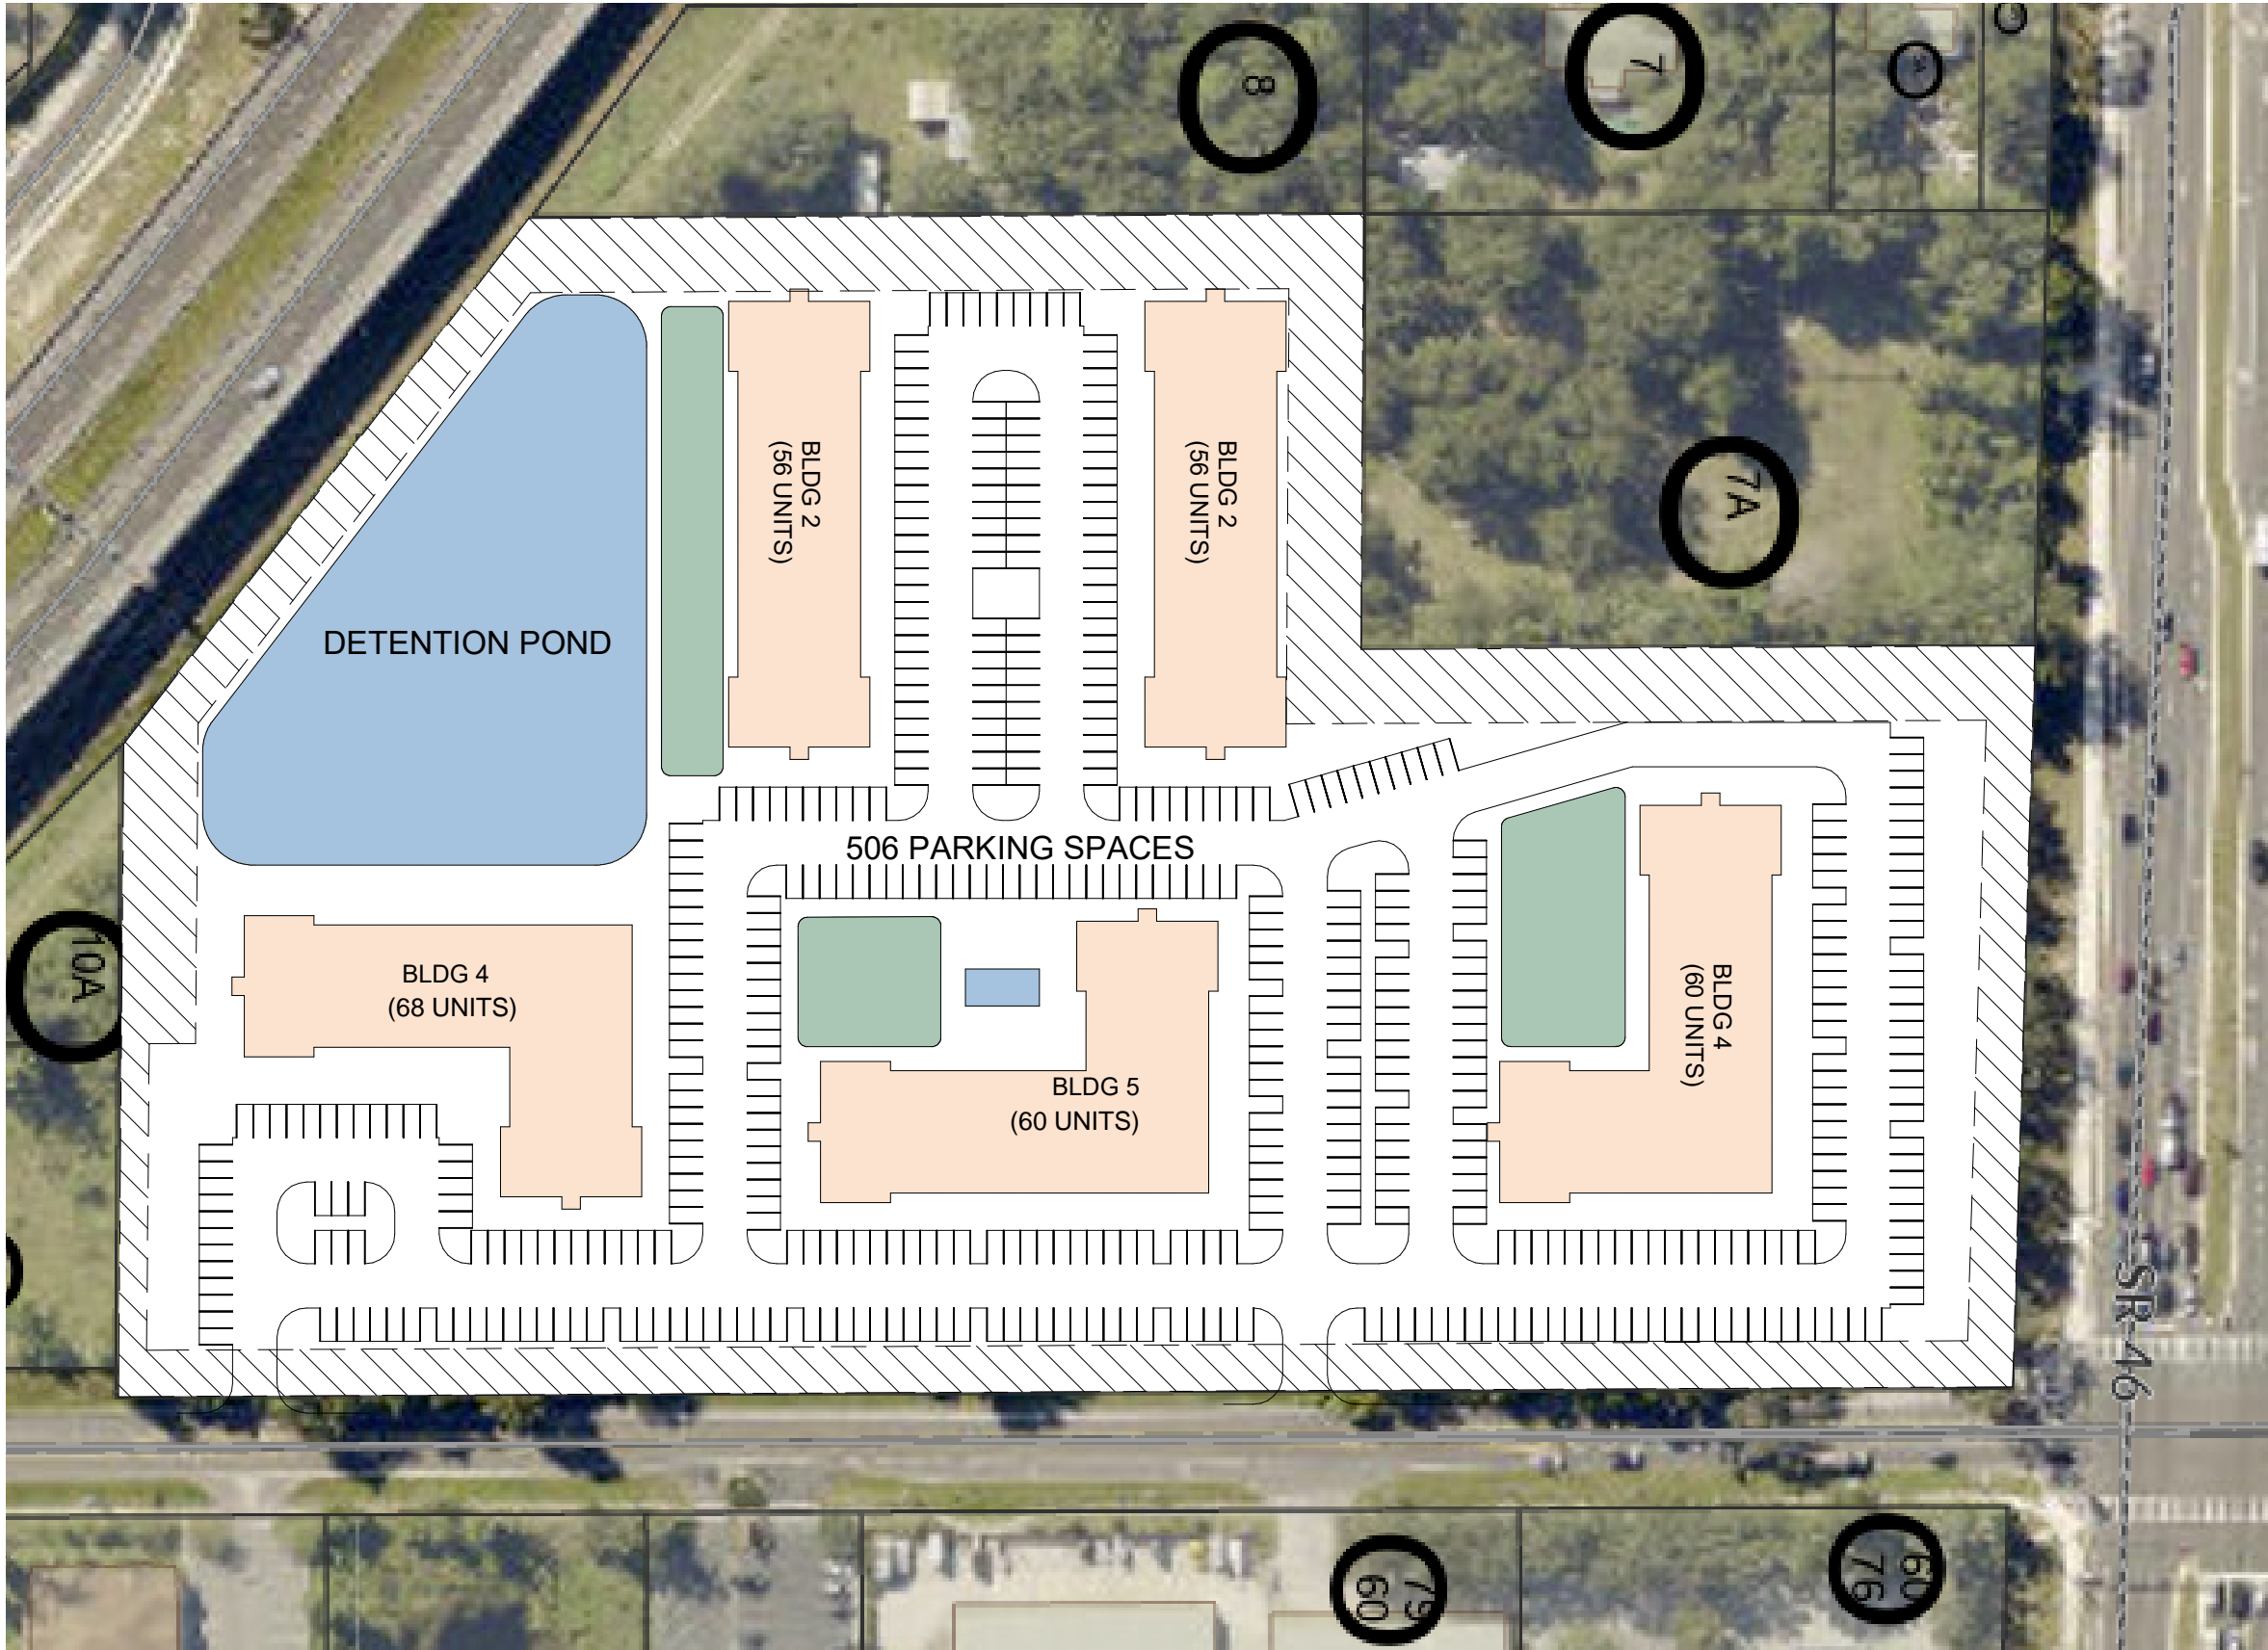 8
7
7A
BLDG 2
(56 UNITS)
BLDG 2
(56 UNITS)
DETENTION POND
506 PARKING SPACES
10A
BLDG 4
(68 UNITS)
BLDG 5
(60 UNITS)
BLDG 4
(60 UNITS)
SR-46
79
60
60
76